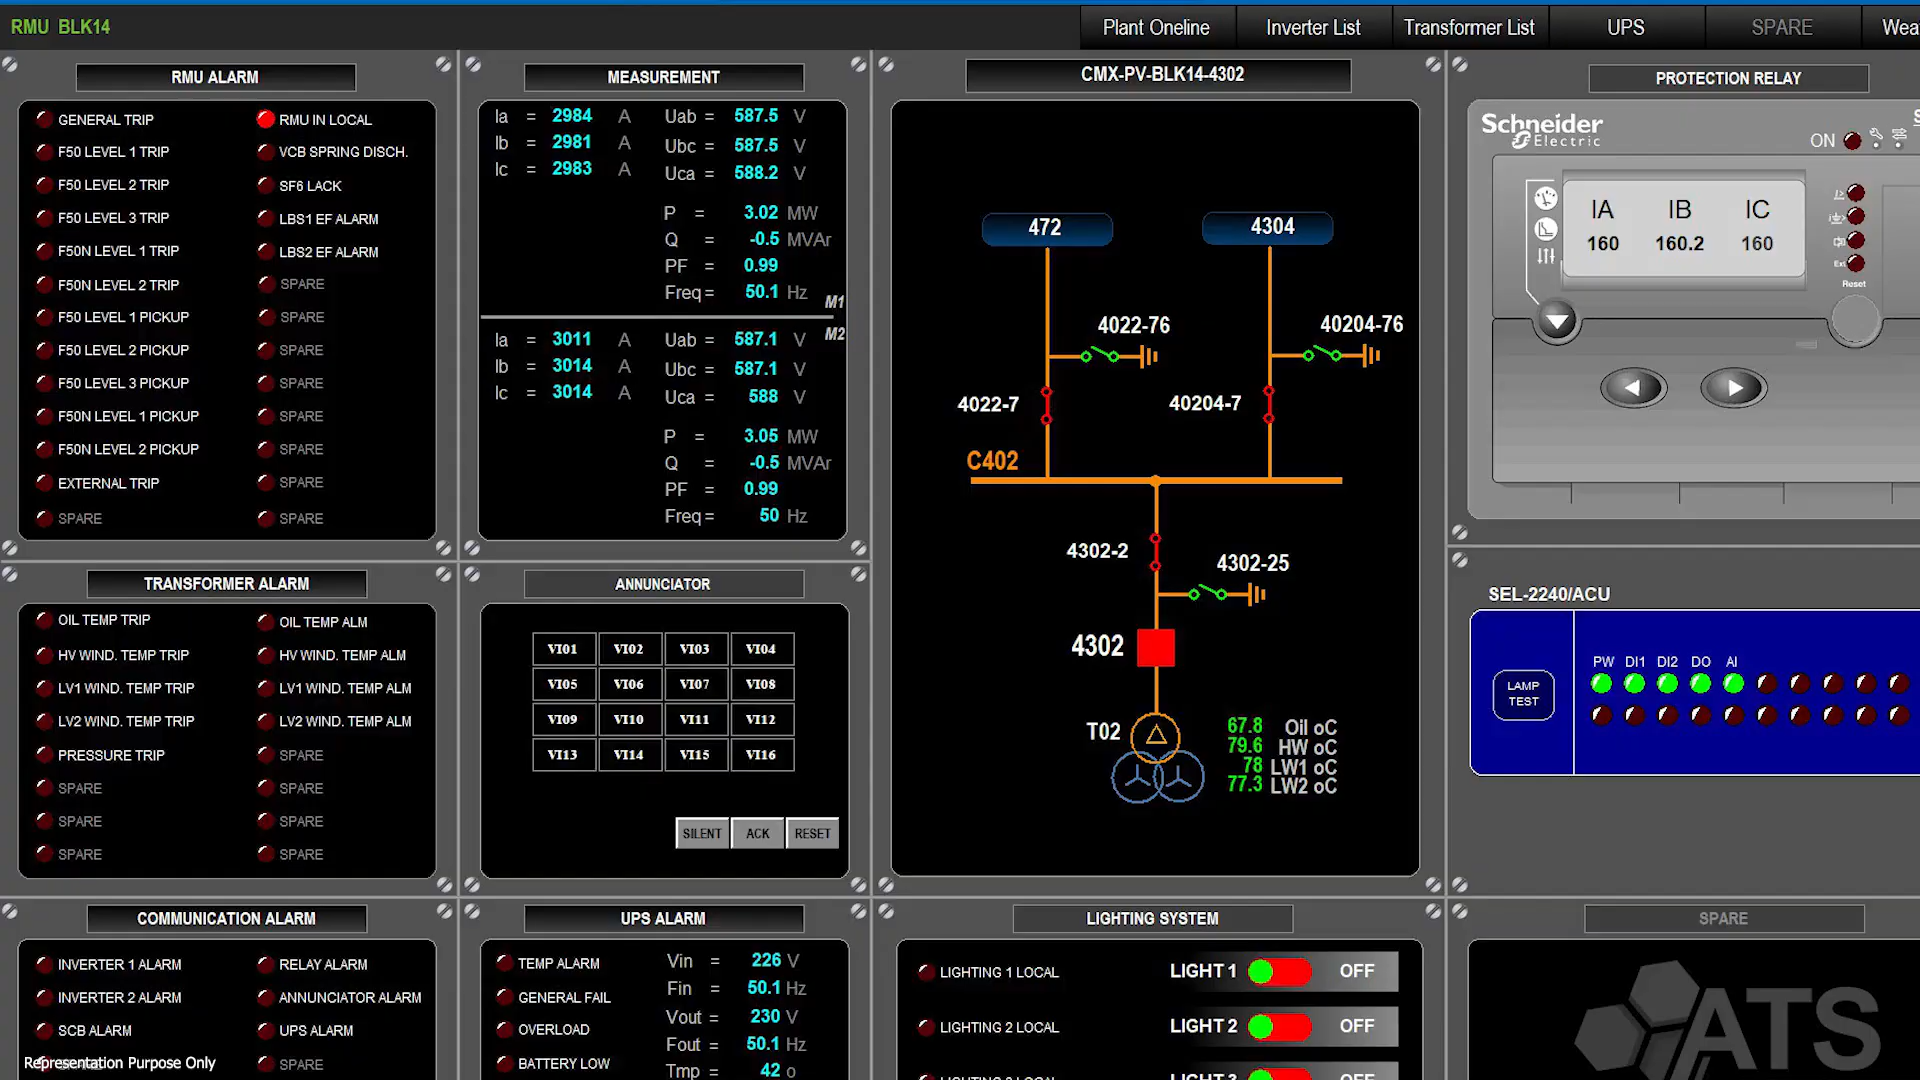 RMU BLK14
Plant Oneline
Inverter List
Transformer List
UPS
SPARE
Wea
RMU ALARM
GENERAL TRIP
F50 LEVEL 1 TRIP
F50 LEVEL 2 TRIP
F50 LEVEL 3 TRIP
F50N LEVEL 1 TRIP
F50N LEVEL 2 TRIP
F50 LEVEL 1 PICKUP
F50 LEVEL 2 PICKUP
F50 LEVEL 3 PICKUP
F50N LEVEL 1 PICKUP
F50N LEVEL 2 PICKUP
EXTERNAL TRIP
SPARE
RMU IN LOCAL
VCB SPRING DISCH.
SF6 LACK
LBS1 EF ALARM
LBS2 EF ALARM
SPARE
SPARE
SPARE
SPARE
SPARE
SPARE
SPARE
SPARE
MEASUREMENT
Ia = 2984 A
Ib = 2981 A
Ic = 2983 A
Uab = 587.5 V
Ubc = 587.5 V
Uca = 588.2 V
P = 3.02 MW
Q = -0.5 MVAr
PF = 0.99
Freq = 50.1 Hz
M1
M2
Ia = 3011 A
Ib = 3014 A
Ic = 3014 A
Uab = 587.1 V
Ubc = 587.1 V
Uca = 588 V
P = 3.05 MW
Q = -0.5 MVAr
PF = 0.99
Freq = 50 Hz
CMX-PV-BLK14-4302
472
4304
4022-76
40204-76
4022-7
40204-7
C402
4302-2
4302-25
4302
T02
67.8 Oil oC
79.6 HW oC
78 LW1 oC
77.3 LW2 oC
PROTECTION RELAY
Schneider
Electric
ON
IA IB IC
160 160.2 160
Ext
Reset
TRANSFORMER ALARM
OIL TEMP TRIP
HV WIND. TEMP TRIP
LV1 WIND. TEMP TRIP
LV2 WIND. TEMP TRIP
PRESSURE TRIP
SPARE
SPARE
SPARE
OIL TEMP ALM
HV WIND. TEMP ALM
LV1 WIND. TEMP ALM
LV2 WIND. TEMP ALM
SPARE
SPARE
SPARE
SPARE
ANNUNCIATOR
VI01 VI02 VI03 VI04
VI05 VI06 VI07 VI08
VI09 VI10 VI11 VI12
VI13 VI14 VI15 VI16
SILENT
ACK
RESET
SEL-2240/ACU
LAMP
TEST
PW DI1 DI2 DO AI
COMMUNICATION ALARM
INVERTER 1 ALARM
INVERTER 2 ALARM
SCB ALARM
RELAY ALARM
ANNUNCIATOR ALARM
UPS ALARM
SPARE
Representation Purpose Only
UPS ALARM
TEMP ALARM
GENERAL FAIL
OVERLOAD
BATTERY LOW
Vin = 226 V
Fin = 50.1 Hz
Vout = 230 V
Fout = 50.1 Hz
Tmp = 42 o
LIGHTING SYSTEM
LIGHTING 1 LOCAL
LIGHT 1
OFF
LIGHTING 2 LOCAL
LIGHT 2
OFF
LIGHT 3
OFF
SPARE
ATS